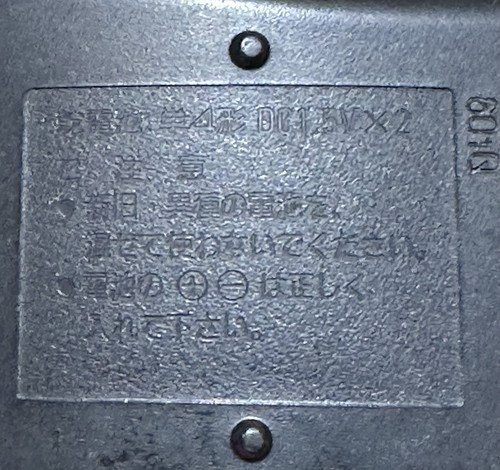 乾電池 単4形 DC1.5V×2
ご注意
●新旧、異種の電池を、
混ぜて使わないでください。
●電池の⊕⊖は正しく
入れて下さい。